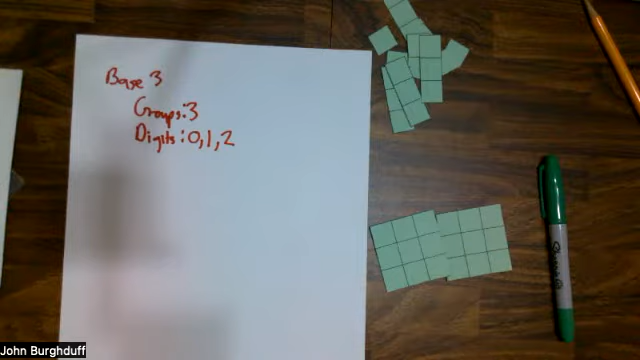 Base 3
Groups: 3
Digits: 0, 1, 2
John Burghduff